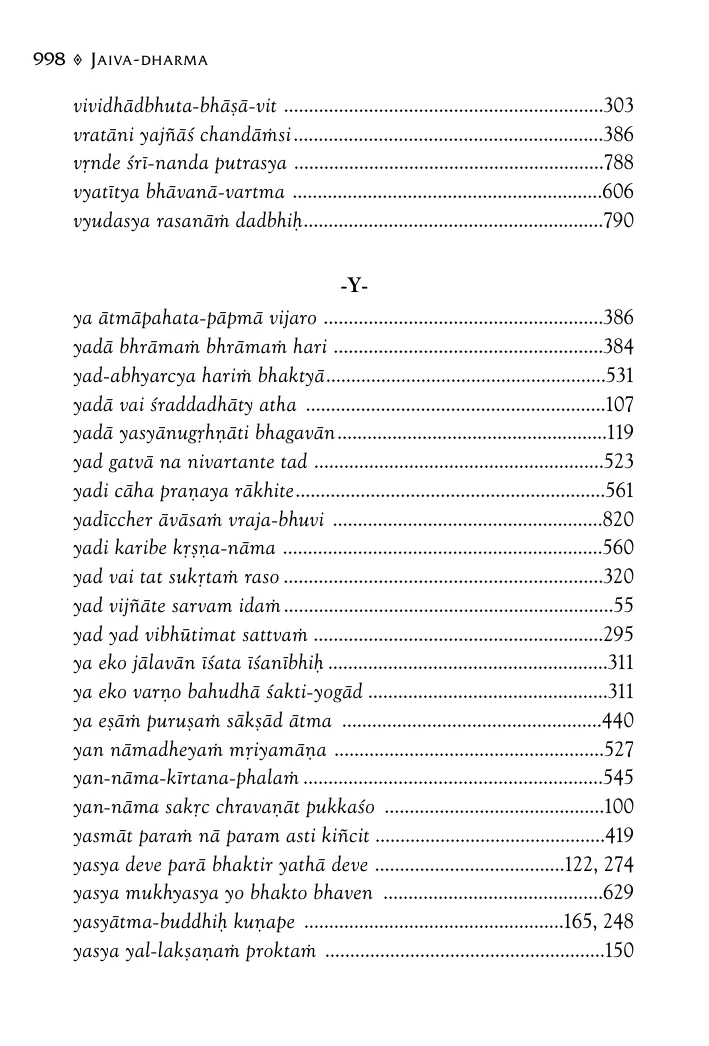 998 ⟡ JAIVA-DHARMA
vividhādbhuta-bhāṣā-vit ................................................................303
vratāni yajñāś chandāṁsi..............................................................386
vṛnde śrī-nanda putrasya ..............................................................788
vyatītya bhāvanā-vartma ..............................................................606
vyudasya rasanāṁ dadbhiḥ............................................................790
-Y-
ya ātmāpahata-pāpmā vijaro ........................................................386
yadā bhrāmaṁ bhrāmaṁ hari ......................................................384
yad-abhyarcya hariṁ bhaktyā........................................................531
yadā vai śraddadhāty atha ............................................................107
yadā yasyānugṛhṇāti bhagavān......................................................119
yad gatvā na nivartante tad ..........................................................523
yadi cāha praṇaya rākhite..............................................................561
yadīccher āvāsaṁ vraja-bhuvi ......................................................820
yadi karibe kṛṣṇa-nāma ................................................................560
yad vai tat sukṛtaṁ raso ................................................................320
yad vijñāte sarvam idaṁ..................................................................55
yad yad vibhūtimat sattvaṁ ..........................................................295
ya eko jālavān īśata īśanībhiḥ ........................................................311
ya eko varṇo bahudhā śakti-yogād ................................................311
ya eṣāṁ puruṣaṁ sākṣād ātma ....................................................440
yan nāmadheyaṁ mṛiyamāṇa ......................................................527
yan-nāma-kīrtana-phalaṁ ............................................................545
yan-nāma sakṛc chravaṇāt pukkaśo ............................................100
yasmāt paraṁ nā param asti kiñcit ..............................................419
yasya deve parā bhaktir yathā deve ......................................122, 274
yasya mukhyasya yo bhakto bhaven ............................................629
yasyātma-buddhiḥ kuṇape ....................................................165, 248
yasya yal-lakṣaṇaṁ proktaṁ ........................................................150